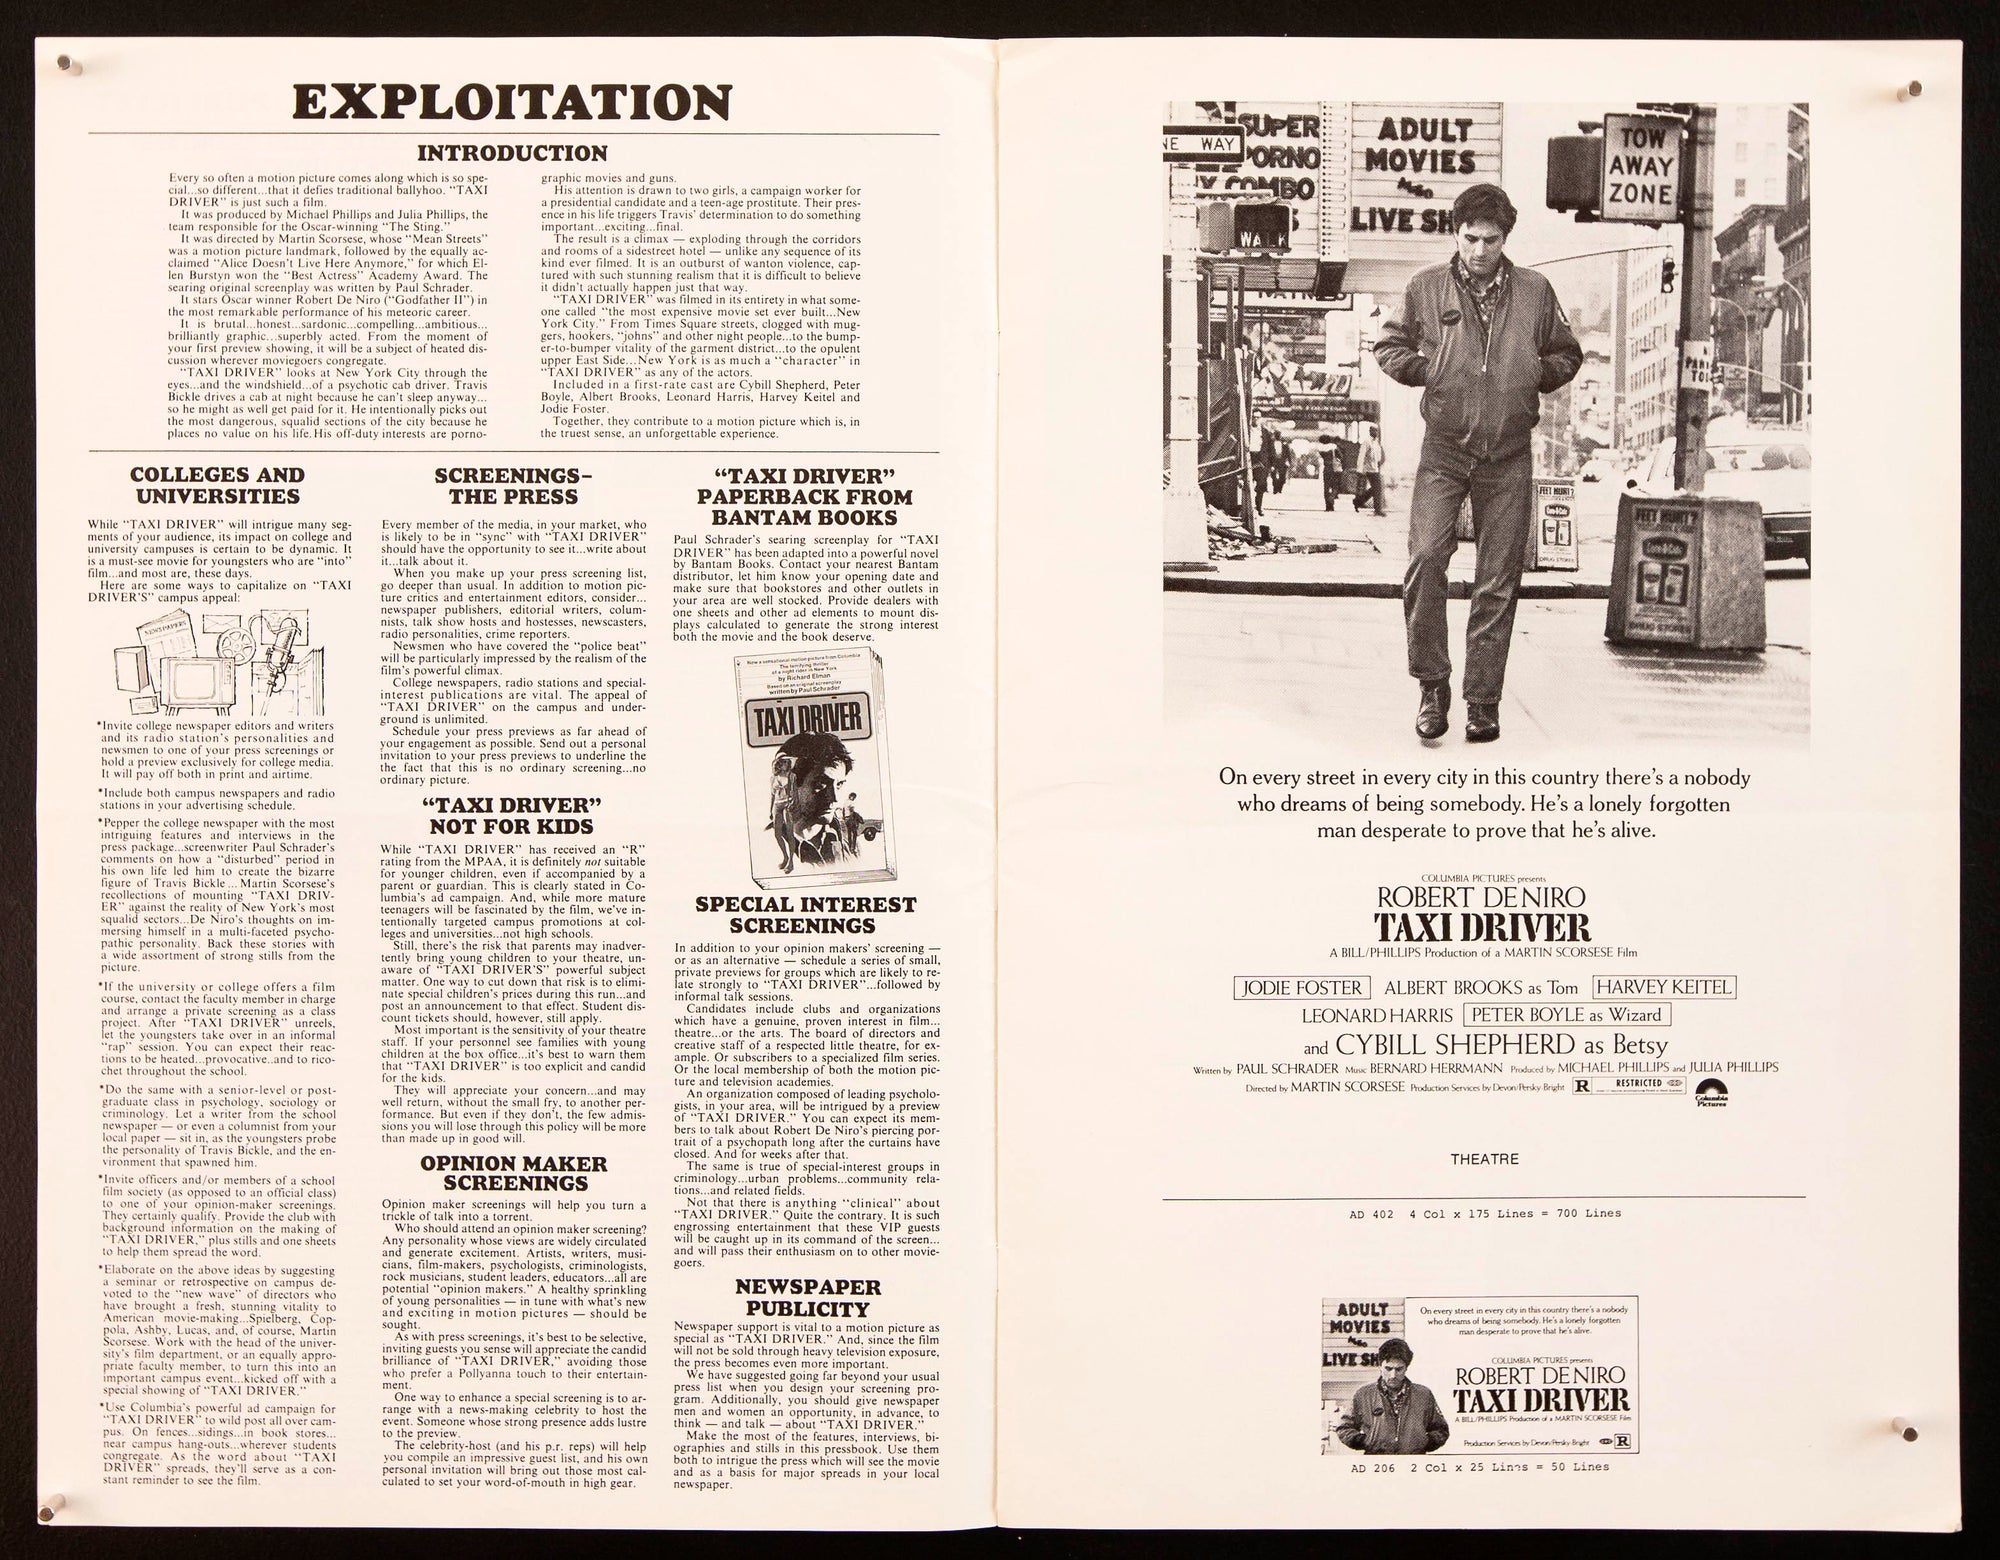 EXPLOITATION
INTRODUCTION
Every so often a motion picture comes along which is so spe-
cial...so different...that it defies traditional ballyhoo. “TAXI
DRIVER” is just such a film.
It was produced by Michael Phillips and Julia Phillips, the
team responsible for the Oscar-winning “The Sting.”
It was directed by Martin Scorsese, whose “Mean Streets”
was a motion picture landmark, followed by the equally ac-
claimed “Alice Doesn't Live Here Anymore,” for which El-
len Burstyn won the “Best Actress” Academy Award. The
searing original screenplay was written by Paul Schrader.
It stars Oscar winner Robert De Niro (“Godfather II”) in
the most remarkable performance of his meteoric career.
It is brutal...honest...sardonic...compelling...ambitious...
brilliantly graphic...superbly acted. From the moment of
your first preview showing, it will be a subject of heated dis-
cussion wherever moviegoers congregate.
“TAXI DRIVER” looks at New York City through the
eyes...and the windshield...of a psychotic cab driver. Travis
Bickle drives a cab at night because he can't sleep anyway...
so he might as well get paid for it. He intentionally picks out
the most dangerous, squalid sections of the city because he
places no value on his life. His off-duty interests are porno-
graphic movies and guns.
His attention is drawn to two girls, a campaign worker for
a presidential candidate and a teen-age prostitute. Their pres-
ence in his life triggers Travis' determination to do something
important...exciting...final.
The result is a climax — exploding through the corridors
and rooms of a sidestreet hotel — unlike any sequence of its
kind ever filmed. It is an outburst of wanton violence, cap-
tured with such stunning realism that it is difficult to believe
it didn't actually happen just that way.
“TAXI DRIVER” was filmed in its entirety in what some-
one called “the most expensive movie set ever built...New
York City.” From Times Square streets, clogged with mug-
gers, hookers, “johns” and other night people...to the bump-
er-to-bumper vitality of the garment district...to the opulent
upper East Side...New York is as much a “character” in
“TAXI DRIVER” as any of the actors.
Included in a first-rate cast are Cybill Shepherd, Peter
Boyle, Albert Brooks, Leonard Harris, Harvey Keitel and
Jodie Foster.
Together, they contribute to a motion picture which is, in
the truest sense, an unforgettable experience.
COLLEGES AND
UNIVERSITIES
While “TAXI DRIVER” will intrigue many seg-
ments of your audience, its impact on college and
university campuses is certain to be dynamic. It
is a must-see movie for youngsters who are “into”
film...and most are, these days.
Here are some ways to capitalize on “TAXI
DRIVER'S” campus appeal:
NEWSPAPERS
*Invite college newspaper editors and writers
and its radio station's personalities and
newsmen to one of your press screenings or
hold a preview exclusively for college media.
It will pay off both in print and airtime.
*Include both campus newspapers and radio
stations in your advertising schedule.
*Pepper the college newspaper with the most
intriguing features and interviews in the
press package...screenwriter Paul Schrader's
comments on how a “disturbed” period in
his own life led him to create the bizarre
figure of Travis Bickle... Martin Scorsese's
recollections of mounting “TAXI DRIV-
ER” against the reality of New York's most
squalid sectors...De Niro's thoughts on im-
mersing himself in a multi-faceted psycho-
pathic personality. Back these stories with
a wide assortment of strong stills from the
picture.
*If the university or college offers a film
course, contact the faculty member in charge
and arrange a private screening as a class
project. After “TAXI DRIVER” unreels,
let the youngsters take over in an informal
“rap” session. You can expect their reac-
tions to be heated...provocative..and to rico-
chet throughout the school.
*Do the same with a senior-level or post-
graduate class in psychology, sociology or
criminology. Let a writer from the school
newspaper — or even a columnist from your
local paper — sit in, as the youngsters probe
the personality of Travis Bickle, and the en-
vironment that spawned him.
*Invite officers and/or members of a school
film society (as opposed to an official class)
to one of your opinion-maker screenings.
They certainly qualify. Provide the club with
background information on the making of
“TAXI DRIVER,” plus stills and one sheets
to help them spread the word.
*Elaborate on the above ideas by suggesting
a seminar or retrospective on campus de-
voted to the “new wave” of directors who
have brought a fresh, stunning vitality to
American movie-making...Spielberg, Cop-
pola, Ashby, Lucas, and, of course, Martin
Scorsese. Work with the head of the univer-
sity's film department, or an equally appro-
priate faculty member, to turn this into an
important campus event...kicked off with a
special showing of “TAXI DRIVER.”
*Use Columbia's powerful ad campaign for
“TAXI DRIVER” to wild post all over cam-
pus. On fences...sidings...in book stores...
near campus hang-outs...wherever students
congregate. As the word about “TAXI
DRIVER” spreads, they'll serve as a con-
stant reminder to see the film.
SCREENINGS–
THE PRESS
Every member of the media, in your market, who
is likely to be in “sync” with “TAXI DRIVER”
should have the opportunity to see it...write about
it...talk about it.
When you make up your press screening list,
go deeper than usual. In addition to motion pic-
ture critics and entertainment editors, consider...
newspaper publishers, editorial writers, colum-
nists, talk show hosts and hostesses, newscasters,
radio personalities, crime reporters.
Newsmen who have covered the “police beat”
will be particularly impressed by the realism of the
film's powerful climax.
College newspapers, radio stations and special-
interest publications are vital. The appeal of
“TAXI DRIVER” on the campus and under-
ground is unlimited.
Schedule your press previews as far ahead of
your engagement as possible. Send out a personal
invitation to your press previews to underline the
the fact that this is no ordinary screening...no
ordinary picture.
“TAXI DRIVER”
NOT FOR KIDS
While “TAXI DRIVER” has received an “R”
rating from the MPAA, it is definitely not suitable
for younger children, even if accompanied by a
parent or guardian. This is clearly stated in Co-
lumbia's ad campaign. And, while more mature
teenagers will be fascinated by the film, we've in-
tentionally targeted campus promotions at col-
leges and universities...not high schools.
Still, there's the risk that parents may inadver-
tently bring young children to your theatre, un-
aware of “TAXI DRIVER'S” powerful subject
matter. One way to cut down that risk is to elimi-
nate special children's prices during this run...and
post an announcement to that effect. Student dis-
count tickets should, however, still apply.
Most important is the sensitivity of your theatre
staff. If your personnel see families with young
children at the box office...it's best to warn them
that “TAXI DRIVER” is too explicit and candid
for the kids.
They will appreciate your concern...and may
well return, without the small fry, to another per-
formance. But even if they don't, the few admis-
sions you will lose through this policy will be more
than made up in good will.
OPINION MAKER
SCREENINGS
Opinion maker screenings will help you turn a
trickle of talk into a torrent.
Who should attend an opinion maker screening?
Any personality whose views are widely circulated
and generate excitement. Artists, writers, musi-
cians, film-makers, psychologists, criminologists,
rock musicians, student leaders, educators...all are
potential “opinion makers.” A healthy sprinkling
of young personalities — in tune with what's new
and exciting in motion pictures — should be
sought.
As with press screenings, it's best to be selective,
inviting guests you sense will appreciate the candid
brilliance of “TAXI DRIVER,” avoiding those
who prefer a Pollyanna touch to their entertain-
ment.
One way to enhance a special screening is to ar-
range with a news-making celebrity to host the
event. Someone whose strong presence adds lustre
to the preview.
The celebrity-host (and his p.r. reps) will help
you compile an impressive guest list, and his own
personal invitation will bring out those most cal-
culated to set your word-of-mouth in high gear.
“TAXI DRIVER”
PAPERBACK FROM
BANTAM BOOKS
Paul Schrader's searing screenplay for “TAXI
DRIVER” has been adapted into a powerful novel
by Bantam Books. Contact your nearest Bantam
distributor, let him know your opening date and
make sure that bookstores and other outlets in
your area are well stocked. Provide dealers with
one sheets and other ad elements to mount dis-
plays calculated to generate the strong interest
both the movie and the book deserve.
Now a sensational motion picture from Columbia
The terrifying thriller
of a night rider in New York
by Richard Elman
Based on an original screenplay
written by Paul Schrader
TAXI DRIVER
SPECIAL INTEREST
SCREENINGS
In addition to your opinion makers' screening —
or as an alternative — schedule a series of small,
private previews for groups which are likely to re-
late strongly to “TAXI DRIVER”...followed by
informal talk sessions.
Candidates include clubs and organizations
which have a genuine, proven interest in film...
theatre...or the arts. The board of directors and
creative staff of a respected little theatre, for ex-
ample. Or subscribers to a specialized film series.
Or the local membership of both the motion pic-
ture and television academies.
An organization composed of leading psycholo-
gists, in your area, will be intrigued by a preview
of “TAXI DRIVER.” You can expect its mem-
bers to talk about Robert De Niro's piercing por-
trait of a psychopath long after the curtains have
closed. And for weeks after that.
The same is true of special-interest groups in
criminology...urban problems...community rela-
tions...and related fields.
Not that there is anything “clinical” about
“TAXI DRIVER.” Quite the contrary. It is such
engrossing entertainment that these VIP guests
will be caught up in its command of the screen...
and will pass their enthusiasm on to other movie-
goers.
NEWSPAPER
PUBLICITY
Newspaper support is vital to a motion picture as
special as “TAXI DRIVER.” And, since the film
will not be sold through heavy television exposure,
the press becomes even more important.
We have suggested going far beyond your usual
press list when you design your screening pro-
gram. Additionally, you should give newspaper
men and women an opportunity, in advance, to
think — and talk — about “TAXI DRIVER.”
Make the most of the features, interviews, bi-
ographies and stills in this pressbook. Use them
both to intrigue the press which will see the movie
and as a basis for major spreads in your local
newspaper.
NE WAY
SUPER
PORNO
COMBO
WALK
ADULT
MOVIES
LIVE SH
TOW
AWAY
ZONE
FEET HURT?
FEET HURT?
DRUG STORES
On every street in every city in this country there's a nobody
who dreams of being somebody. He's a lonely forgotten
man desperate to prove that he's alive.
COLUMBIA PICTURES presents
ROBERT DE NIRO
TAXI DRIVER
A BILL/PHILLIPS Production of a MARTIN SCORSESE Film
JODIE FOSTER ALBERT BROOKS as Tom HARVEY KEITEL
LEONARD HARRIS PETER BOYLE as Wizard
and CYBILL SHEPHERD as Betsy
Written by PAUL SCHRADER Music BERNARD HERRMANN Produced by MICHAEL PHILLIPS and JULIA PHILLIPS
Directed by MARTIN SCORSESE Production Services by Devon/Persky-Bright R RESTRICTED
Columbia
Pictures
THEATRE
AD 402 4 Col x 175 Lines = 700 Lines
ADULT
MOVIES
LIVE SH
On every street in every city in this country there's a nobody
who dreams of being somebody. He's a lonely forgotten
man desperate to prove that he's alive.
COLUMBIA PICTURES presents
ROBERT DE NIRO
TAXI DRIVER
A BILL/PHILLIPS Production of a MARTIN SCORSESE Film
Production Services by Devon/Persky-Bright R
AD 206 2 Col x 25 Lines = 50 Lines